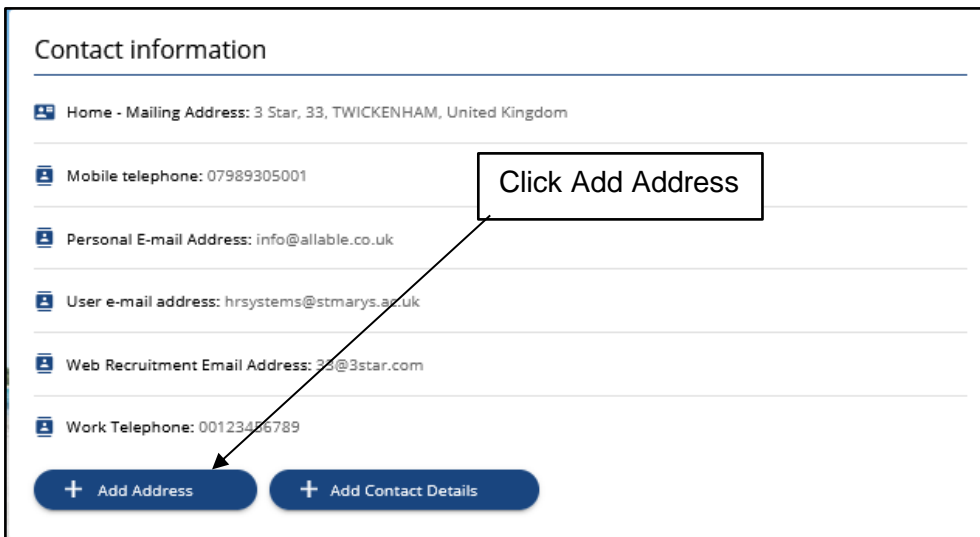 Contact information
Home - Mailing Address: 3 Star, 33, TWICKENHAM, United Kingdom
Mobile telephone: 07989305001
Click Add Address
Personal E-mail Address: info@allable.co.uk
User e-mail address: hrsystems@stmarys.ac.uk
Web Recruitment Email Address: 33@3star.com
Work Telephone: 00123456789
+ Add Address
+ Add Contact Details